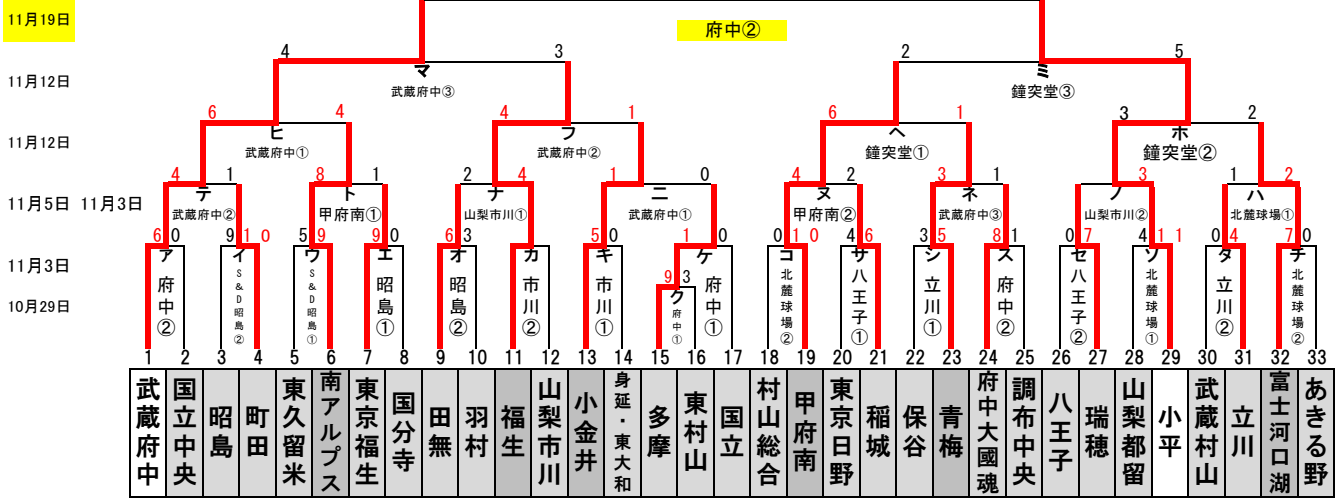 11月19日
府中②
4 3 2 5
マ ミ
11月12日
武蔵府中③ 鐘突堂③
6 4 4 1 6 1 3 2
ヒ フ ヘ ホ
11月12日
武蔵府中① 武蔵府中② 鐘突堂① 鐘突堂②
4 1 8 1 2 4 1 0 4 2 3 1 3 1 2
テ ト ナ ニ ヌ ネ ノ ハ
11月5日 11月3日
武蔵府中② 甲府南① 山梨市川① 武蔵府中① 甲府南② 武蔵府中③ 山梨市川② 北麓球場①
6 0 9 10 5 9 9 0 6 3 4 5 0 1 0 0 10 4 6 3 5 8 1 0 7 4 11 0 4 7 0
ア イ ウ エ オ カ キ ケ コ サ シ ス セ ソ タ チ
11月3日
9 3
ク
10月29日
府中② S&D昭島② S&D昭島① 昭島① 昭島② 市川② 市川① 府中① 府中① 北麓球場② 八王子① 立川① 府中② 八王子② 北麓球場① 立川② 北麓球場②
1 2 3 4 5 6 7 8 9 10 11 12 13 14 15 16 17 18 19 20 21 22 23 24 25 26 27 28 29 30 31 32 33
武蔵府中
国立中央
昭島
町田
東久留米
南アルプス
東京福生
国分寺
田無
羽村
福生
山梨市川
小金井
身延・東大和
多摩
東村山
国立
村山総合
甲府南
東京日野
稲城
保谷
青梅
府中大國魂
調布中央
八王子
瑞穂
山梨都留
小平
武蔵村山
立川
富士河口湖
あきる野